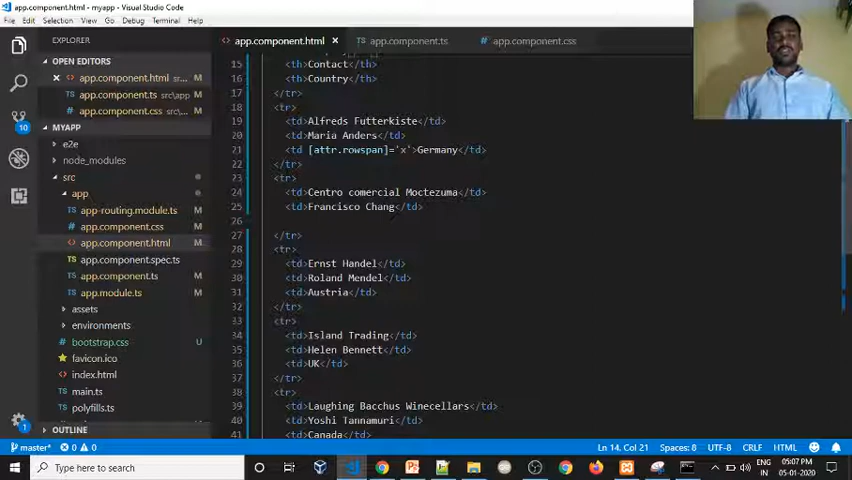 app.component.html - myapp - Visual Studio Code
File Edit Selection View Go Debug Terminal Help
EXPLORER
app.component.html
app.component.ts
app.component.css
OPEN EDITORS
app.component.html src... M
app.component.ts src\app M
app.component.css src\... M
MYAPP
e2e
node_modules
src
app
app-routing.module.ts M
app.component.css M
app.component.html M
app.component.spec.ts
app.component.ts M
app.module.ts M
assets
environments
bootstrap.css U
favicon.ico
index.html
main.ts
polyfills.ts
OUTLINE
10
1
15 <th>Contact</th>
16 <th>Country</th>
17 </tr>
18 <tr>
19 <td>Alfreds Futterkiste</td>
20 <td>Maria Anders</td>
21 <td [attr.rowspan]='x'>Germany</td>
22 </tr>
23 <tr>
24 <td>Centro comercial Moctezuma</td>
25 <td>Francisco Chang</td>
26
27 </tr>
28 <tr>
29 <td>Ernst Handel</td>
30 <td>Roland Mendel</td>
31 <td>Austria</td>
32 </tr>
33 <tr>
34 <td>Island Trading</td>
35 <td>Helen Bennett</td>
36 <td>UK</td>
37 </tr>
38 <tr>
39 <td>Laughing Bacchus Winecellars</td>
40 <td>Yoshi Tannamuri</td>
41 <td>Canada</td>
master* 0 0 Ln 14, Col 21 Spaces: 8 UTF-8 CRLF HTML
Type here to search
ENG
IN
05:07 PM
05-01-2020